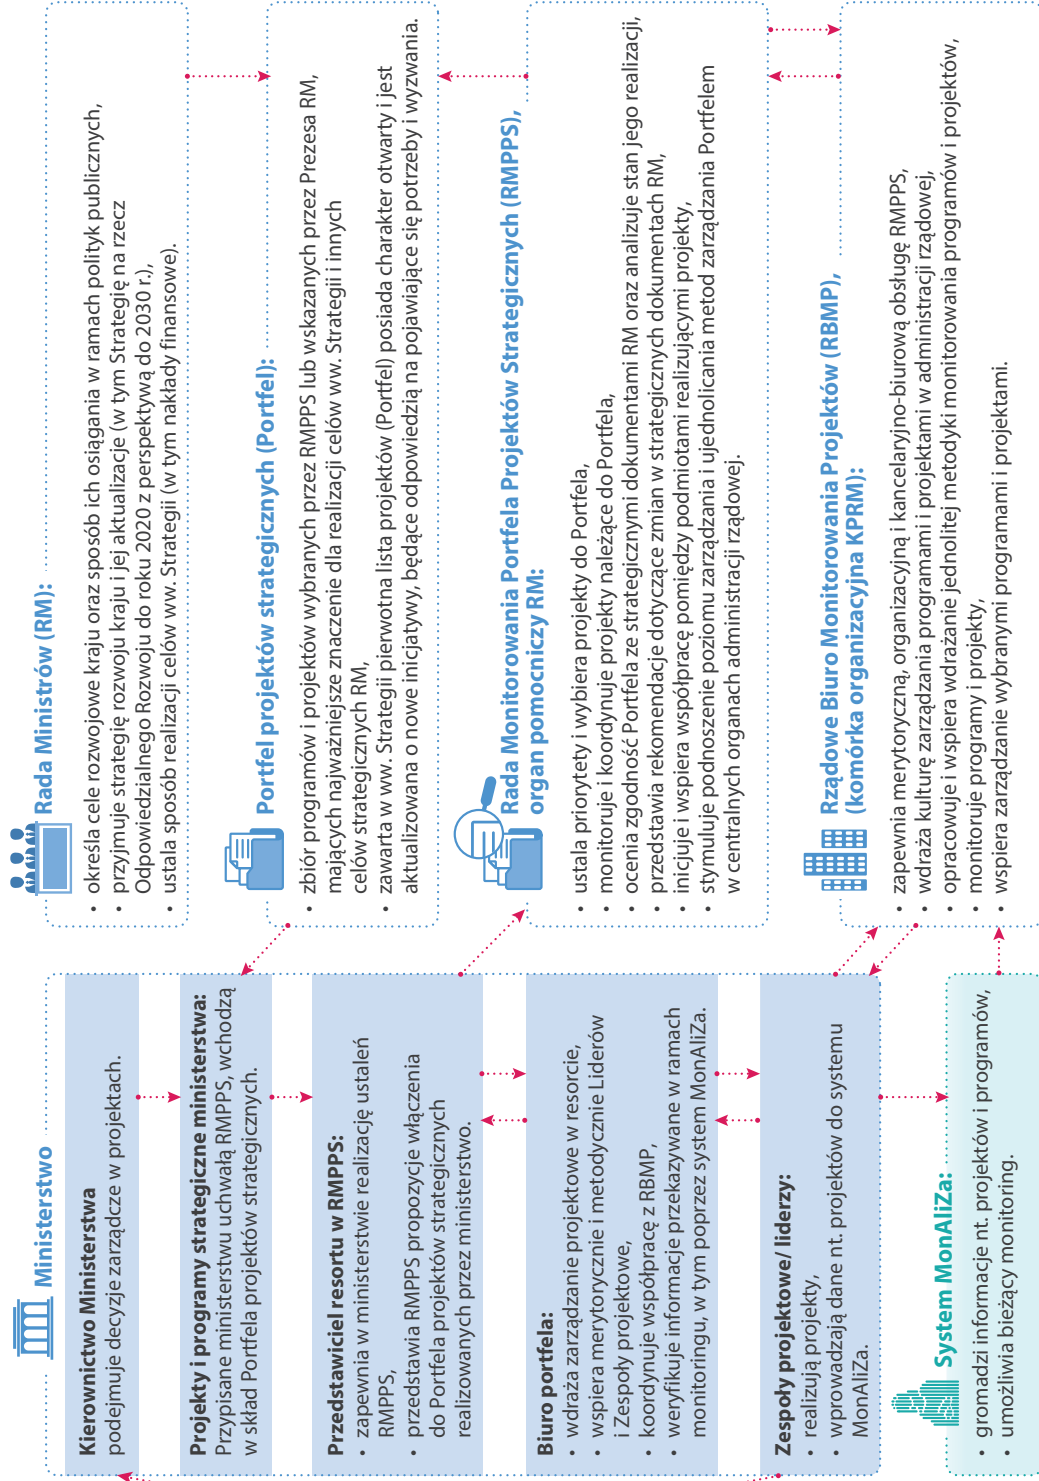 Ministerstwo
Kierownictwo Ministerstwa
podejmuje decyzje zarządcze w projektach.
Projekty i programy strategiczne ministerstwa:
Przypisane ministerstwu uchwałą RMPPS, wchodzą
w skład Portfela projektów strategicznych.
Przedstawiciel resortu w RMPPS:
• zapewnia w ministerstwie realizację ustaleń
RMPPS,
• przedstawia RMPPS propozycje włączenia
do Portfela projektów strategicznych
realizowanych przez ministerstwo.
Biuro portfela:
• wdraża zarządzanie projektowe w resorcie,
• wspiera merytorycznie i metodycznie Liderów
i Zespoły projektowe,
• koordynuje współpracę z RBMP,
• weryfikuje informacje przekazywane w ramach
monitoringu, w tym poprzez system MonAliZa.
Zespoły projektowe/ liderzy:
• realizują projekty,
• wprowadzają dane nt. projektów do systemu
MonAliZa.
System MonAliZa:
• gromadzi informacje nt. projektów i programów,
• umożliwia bieżący monitoring.
Rada Ministrów (RM):
• określa cele rozwojowe kraju oraz sposób ich osiągania w ramach polityk publicznych,
• przyjmuje strategię rozwoju kraju i jej aktualizacje (w tym Strategię na rzecz
Odpowiedzialnego Rozwoju do roku 2020 z perspektywą do 2030 r.),
• ustala sposób realizacji celów ww. Strategii (w tym nakłady finansowe).
Portfel projektów strategicznych (Portfel):
• zbiór programów i projektów wybranych przez RMPPS lub wskazanych przez Prezesa RM,
mających najważniejsze znaczenie dla realizacji celów ww. Strategii i innych
celów strategicznych RM,
• zawarta w ww. Strategii pierwotna lista projektów (Portfel) posiada charakter otwarty i jest
aktualizowana o nowe inicjatywy, będące odpowiedzią na pojawiające się potrzeby i wyzwania.
Rada Monitorowania Portfela Projektów Strategicznych (RMPPS),
organ pomocniczy RM:
• ustala priorytety i wybiera projekty do Portfela,
• monitoruje i koordynuje projekty należące do Portfela,
• ocenia zgodność Portfela ze strategicznymi dokumentami RM oraz analizuje stan jego realizacji,
• przedstawia rekomendacje dotyczące zmian w strategicznych dokumentach RM,
• inicjuje i wspiera współpracę pomiędzy podmiotami realizującymi projekty,
• stymuluje podnoszenie poziomu zarządzania i ujednolicania metod zarządzania Portfelem
w centralnych organach administracji rządowej.
Rządowe Biuro Monitorowania Projektów (RBMP),
(komórka organizacyjna KPRM):
• zapewnia merytoryczną, organizacyjną i kancelaryjno-biurową obsługę RMPPS,
• wdraża kulturę zarządzania programami i projektami w administracji rządowej,
• opracowuje i wspiera wdrażanie jednolitej metodyki monitorowania programów i projektów,
• monitoruje programy i projekty,
• wspiera zarządzanie wybranymi programami i projektami.